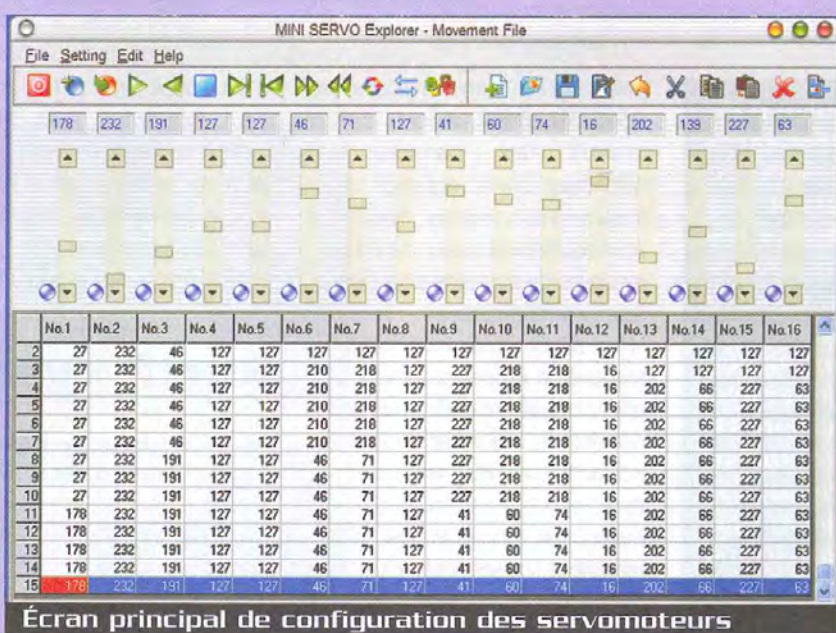 MINI SERVO Explorer - Movement File
File Setting Edit Help
178 232 191 127 127 46 71 127 41 60 74 16 202 139 227 63
No.1 No.2 No.3 No.4 No.5 No.6 No.7 No.8 No.9 No.10 No.11 No.12 No.13 No.14 No.15 No.16
2 27 232 46 127 127 127 127 127 127 127 127 127 127 127 127 127
3 27 232 46 127 127 210 218 127 227 218 218 16 127 127 127 127
4 27 232 46 127 127 210 218 127 227 218 218 16 202 66 227 63
5 27 232 46 127 127 210 218 127 227 218 218 16 202 66 227 63
6 27 232 46 127 127 210 218 127 227 218 218 16 202 66 227 63
7 27 232 46 127 127 210 218 127 227 218 218 16 202 66 227 63
8 27 232 191 127 127 46 71 127 227 218 218 16 202 66 227 63
9 27 232 191 127 127 46 71 127 227 218 218 16 202 66 227 63
10 27 232 191 127 127 46 71 127 227 218 218 16 202 66 227 63
11 178 232 191 127 127 46 71 127 41 60 74 16 202 66 227 63
12 178 232 191 127 127 46 71 127 41 60 74 16 202 66 227 63
13 178 232 191 127 127 46 71 127 41 60 74 16 202 66 227 63
14 178 232 191 127 127 46 71 127 41 60 74 16 202 66 227 63
15 178 232 191 127 127 46 71 127 41 60 74 16 202 66 227 63
Écran principal de configuration des servomoteurs